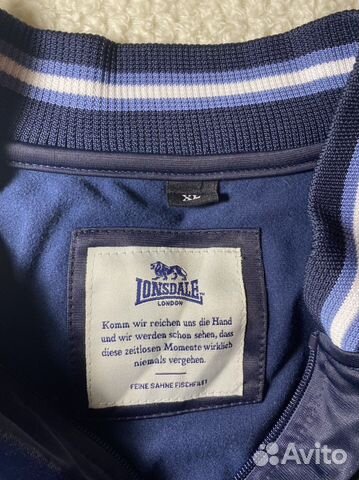 XL
LONSDALE
LONDON
Komm wir reichen uns die Hand
und wir werden schon sehen, dass
diese zeitlosen Momente wirklich
niemals vergehen.
FEINE SAHNE FISCHFILET
Avito